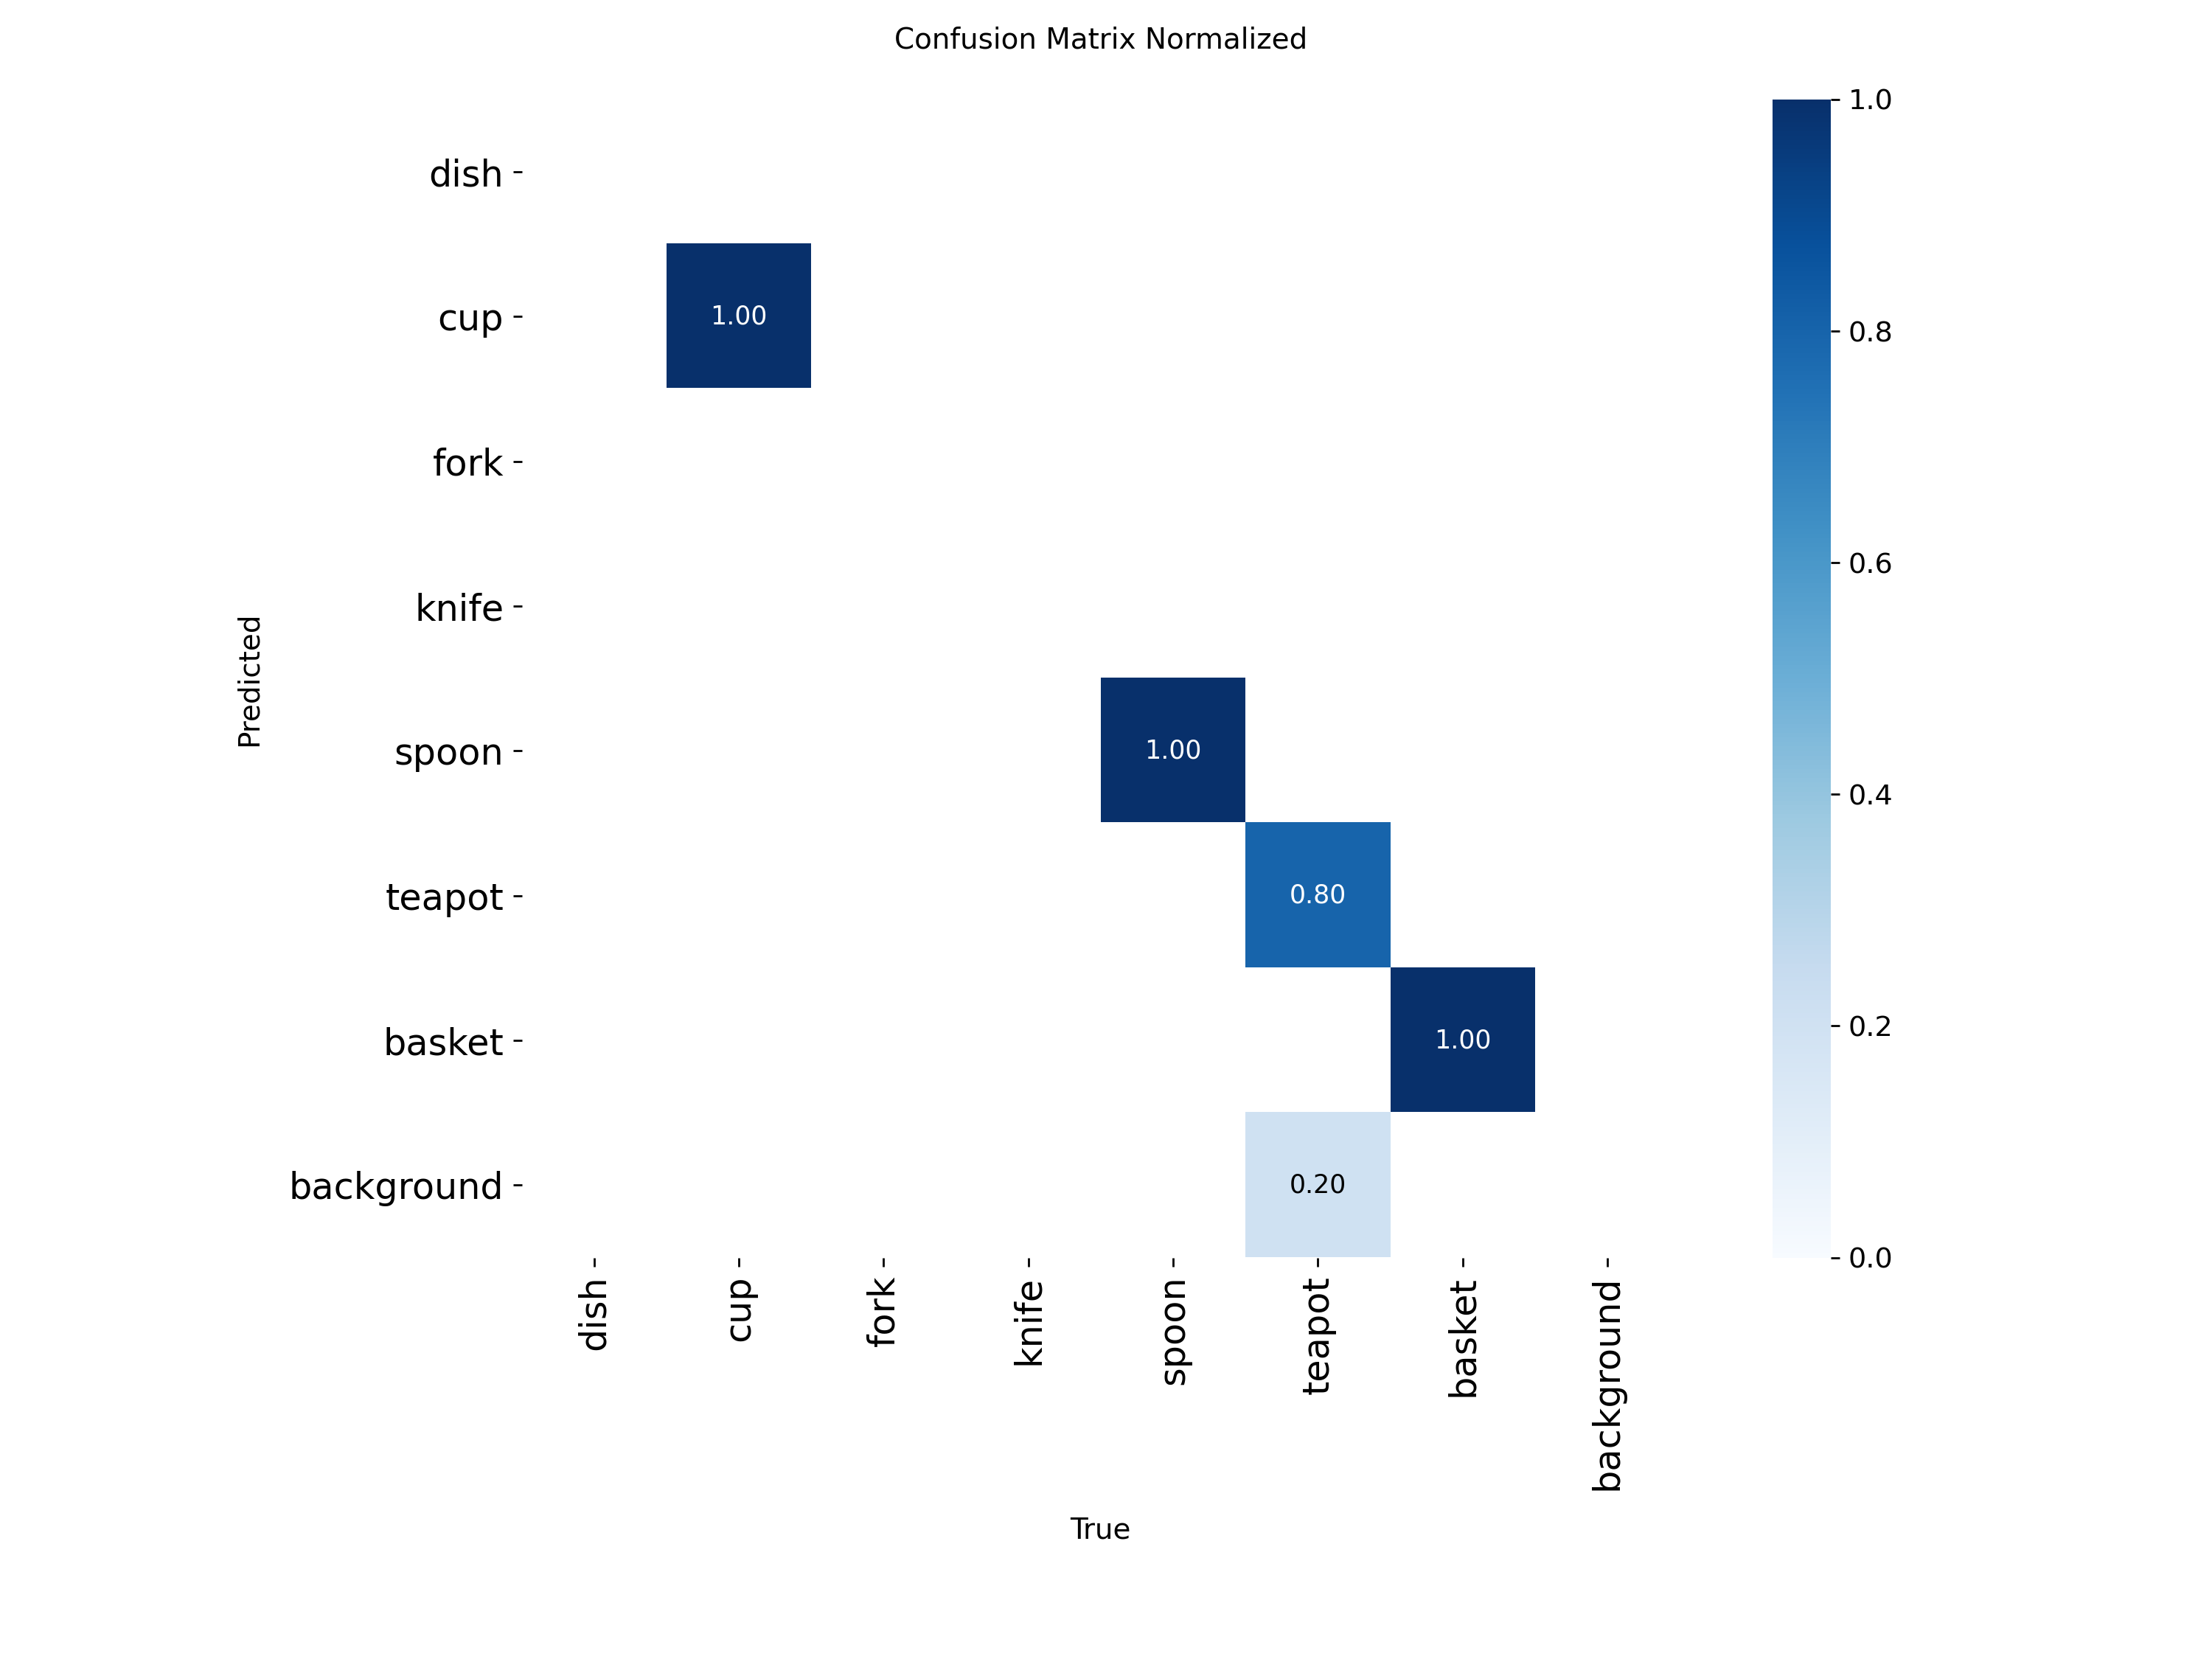 Confusion Matrix Normalized
dish
cup
fork
knife
spoon
teapot
basket
background
Predicted
1.00
1.00
0.80
1.00
0.20
dish
cup
fork
knife
spoon
teapot
basket
background
True
1.0
0.8
0.6
0.4
0.2
0.0